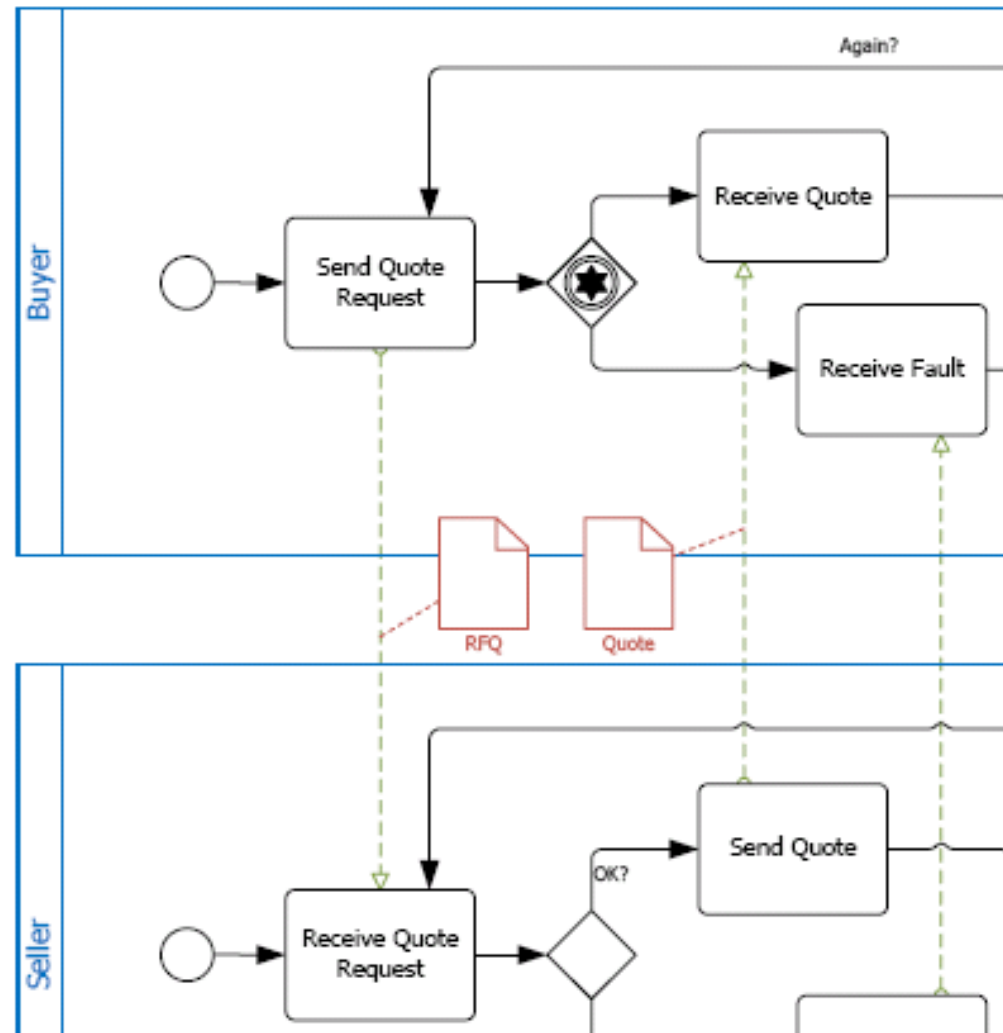 Again?
Buyer
Receive Quote
Send Quote
Request
Receive Fault
RFQ
Quote
Seller
Send Quote
OK?
Receive Quote
Request